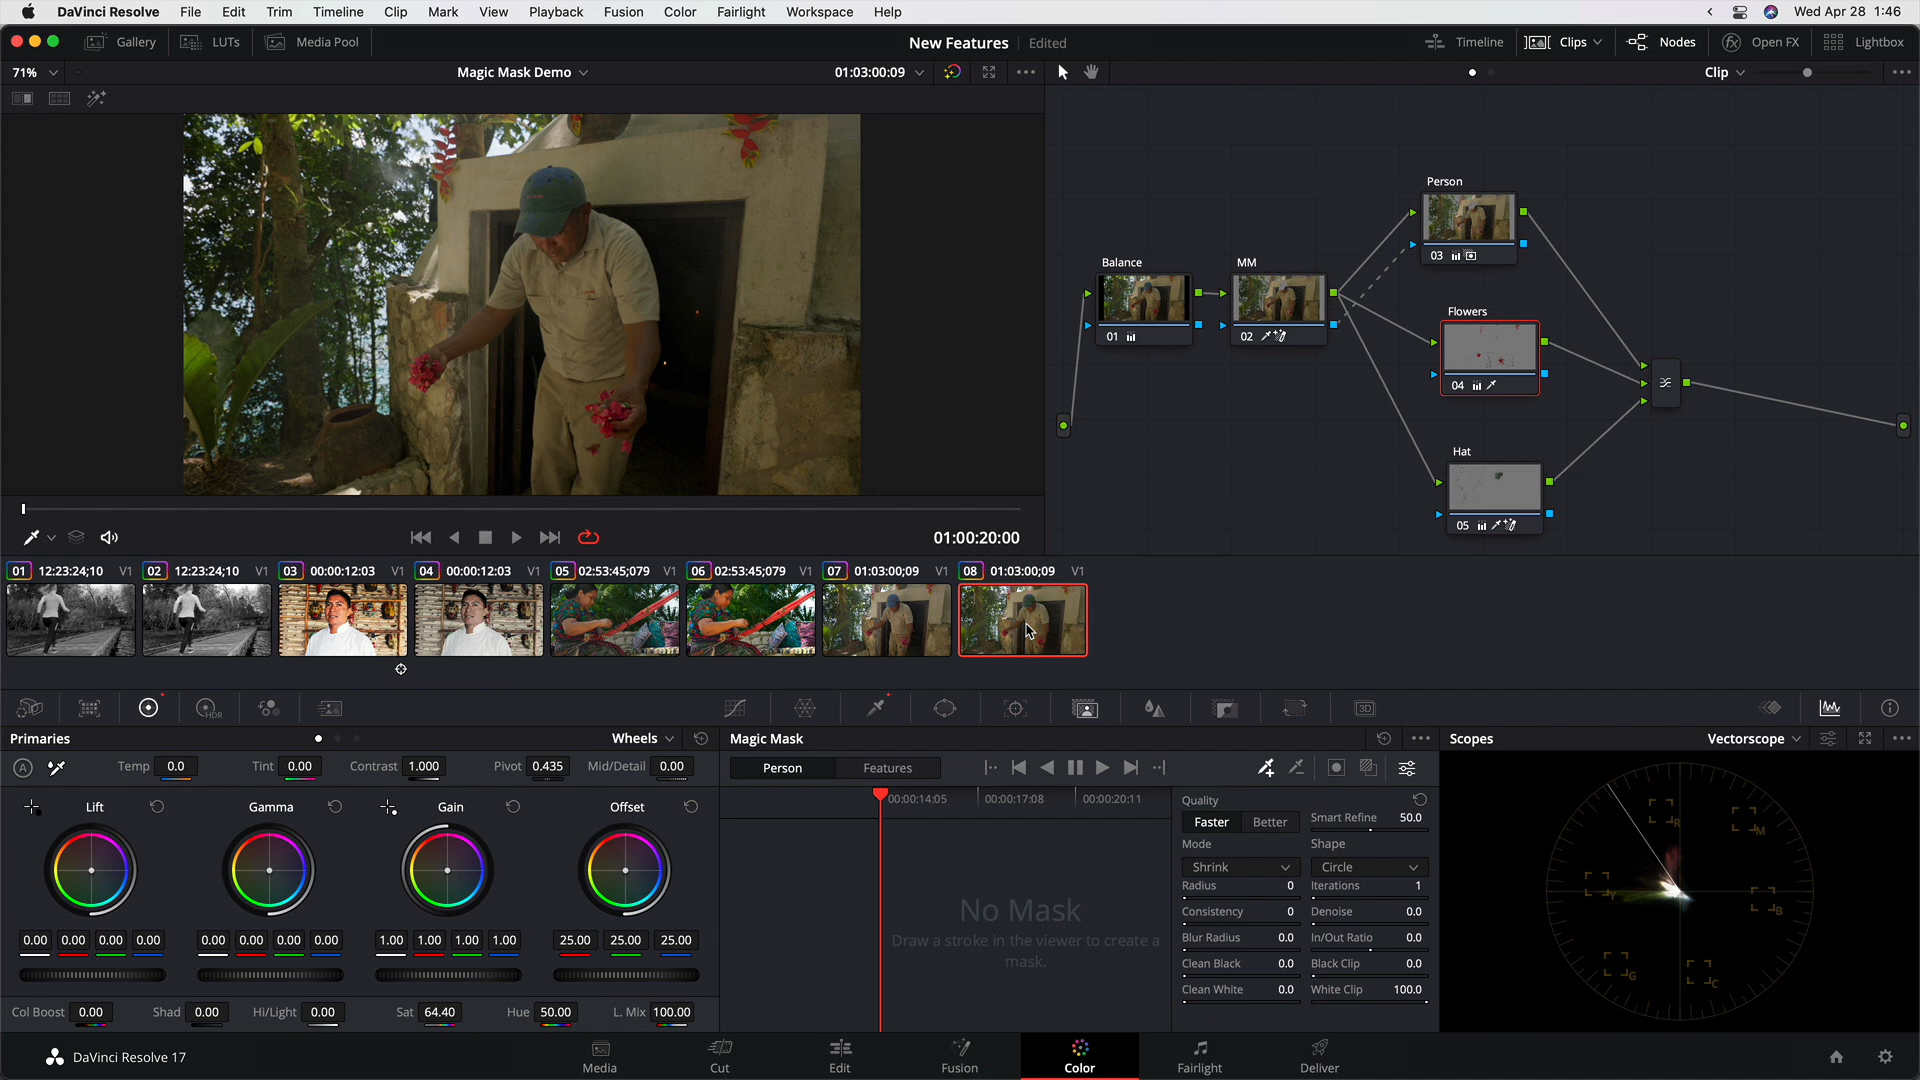 DaVinci Resolve File Edit Trim Timeline Clip Mark View Playback Fusion Color Fairlight Workspace Help Wed Apr 28 1:46
Gallery LUTs Media Pool New Features Edited Timeline Clips Nodes Open FX Lightbox
71% Magic Mask Demo 01:03:00:09 Clip
Person
03
Balance MM
01 02
Flowers
04
Hat
05
01:00:20:00
01 12:23:24;10 V1 02 12:23:24;10 V1 03 00:00:12:03 V1 04 00:00:12:03 V1 05 02:53:45;079 V1 06 02:53:45;079 V1 07 01:03:00;09 V1 08 01:03:00;09 V1
HDR 3D
Primaries Wheels Magic Mask Scopes Vectorscope
A Temp 0.0 Tint 0.00 Contrast 1.000 Pivot 0.435 Mid/Detail 0.00 Person Features
Lift Gamma Gain Offset 00:00:14:05 00:00:17:08 00:00:20:11
Quality
Faster Better Smart Refine 50.0
Mode Shape
Shrink Circle
Radius 0 Iterations 1
Consistency 0 Denoise 0.0
Blur Radius 0.0 In/Out Ratio 0.0
Clean Black 0.0 Black Clip 0.0
Clean White 0.0 White Clip 100.0
No Mask
Draw a stroke in the viewer to create a
mask.
0.00 0.00 0.00 0.00 0.00 0.00 0.00 0.00 1.00 1.00 1.00 1.00 25.00 25.00 25.00
Col Boost 0.00 Shad 0.00 Hi/Light 0.00 Sat 64.40 Hue 50.00 L. Mix 100.00
R M
Y B
G C
DaVinci Resolve 17 Media Cut Edit Fusion Color Fairlight Deliver